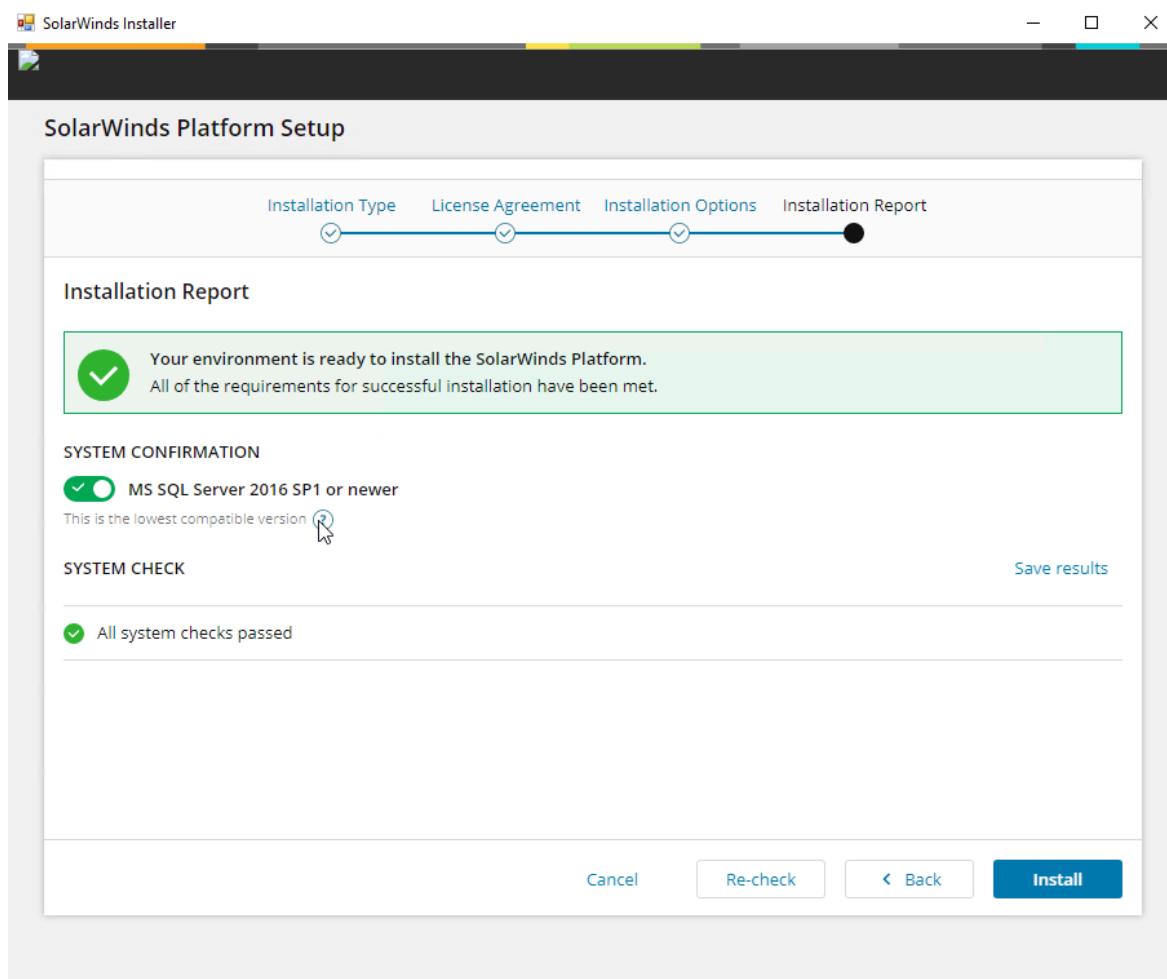 SolarWinds Installer
SolarWinds Platform Setup
Installation Type License Agreement Installation Options Installation Report
Installation Report
Your environment is ready to install the SolarWinds Platform.
All of the requirements for successful installation have been met.
SYSTEM CONFIRMATION
MS SQL Server 2016 SP1 or newer
This is the lowest compatible version ?
SYSTEM CHECK Save results
All system checks passed
Cancel Re-check < Back Install